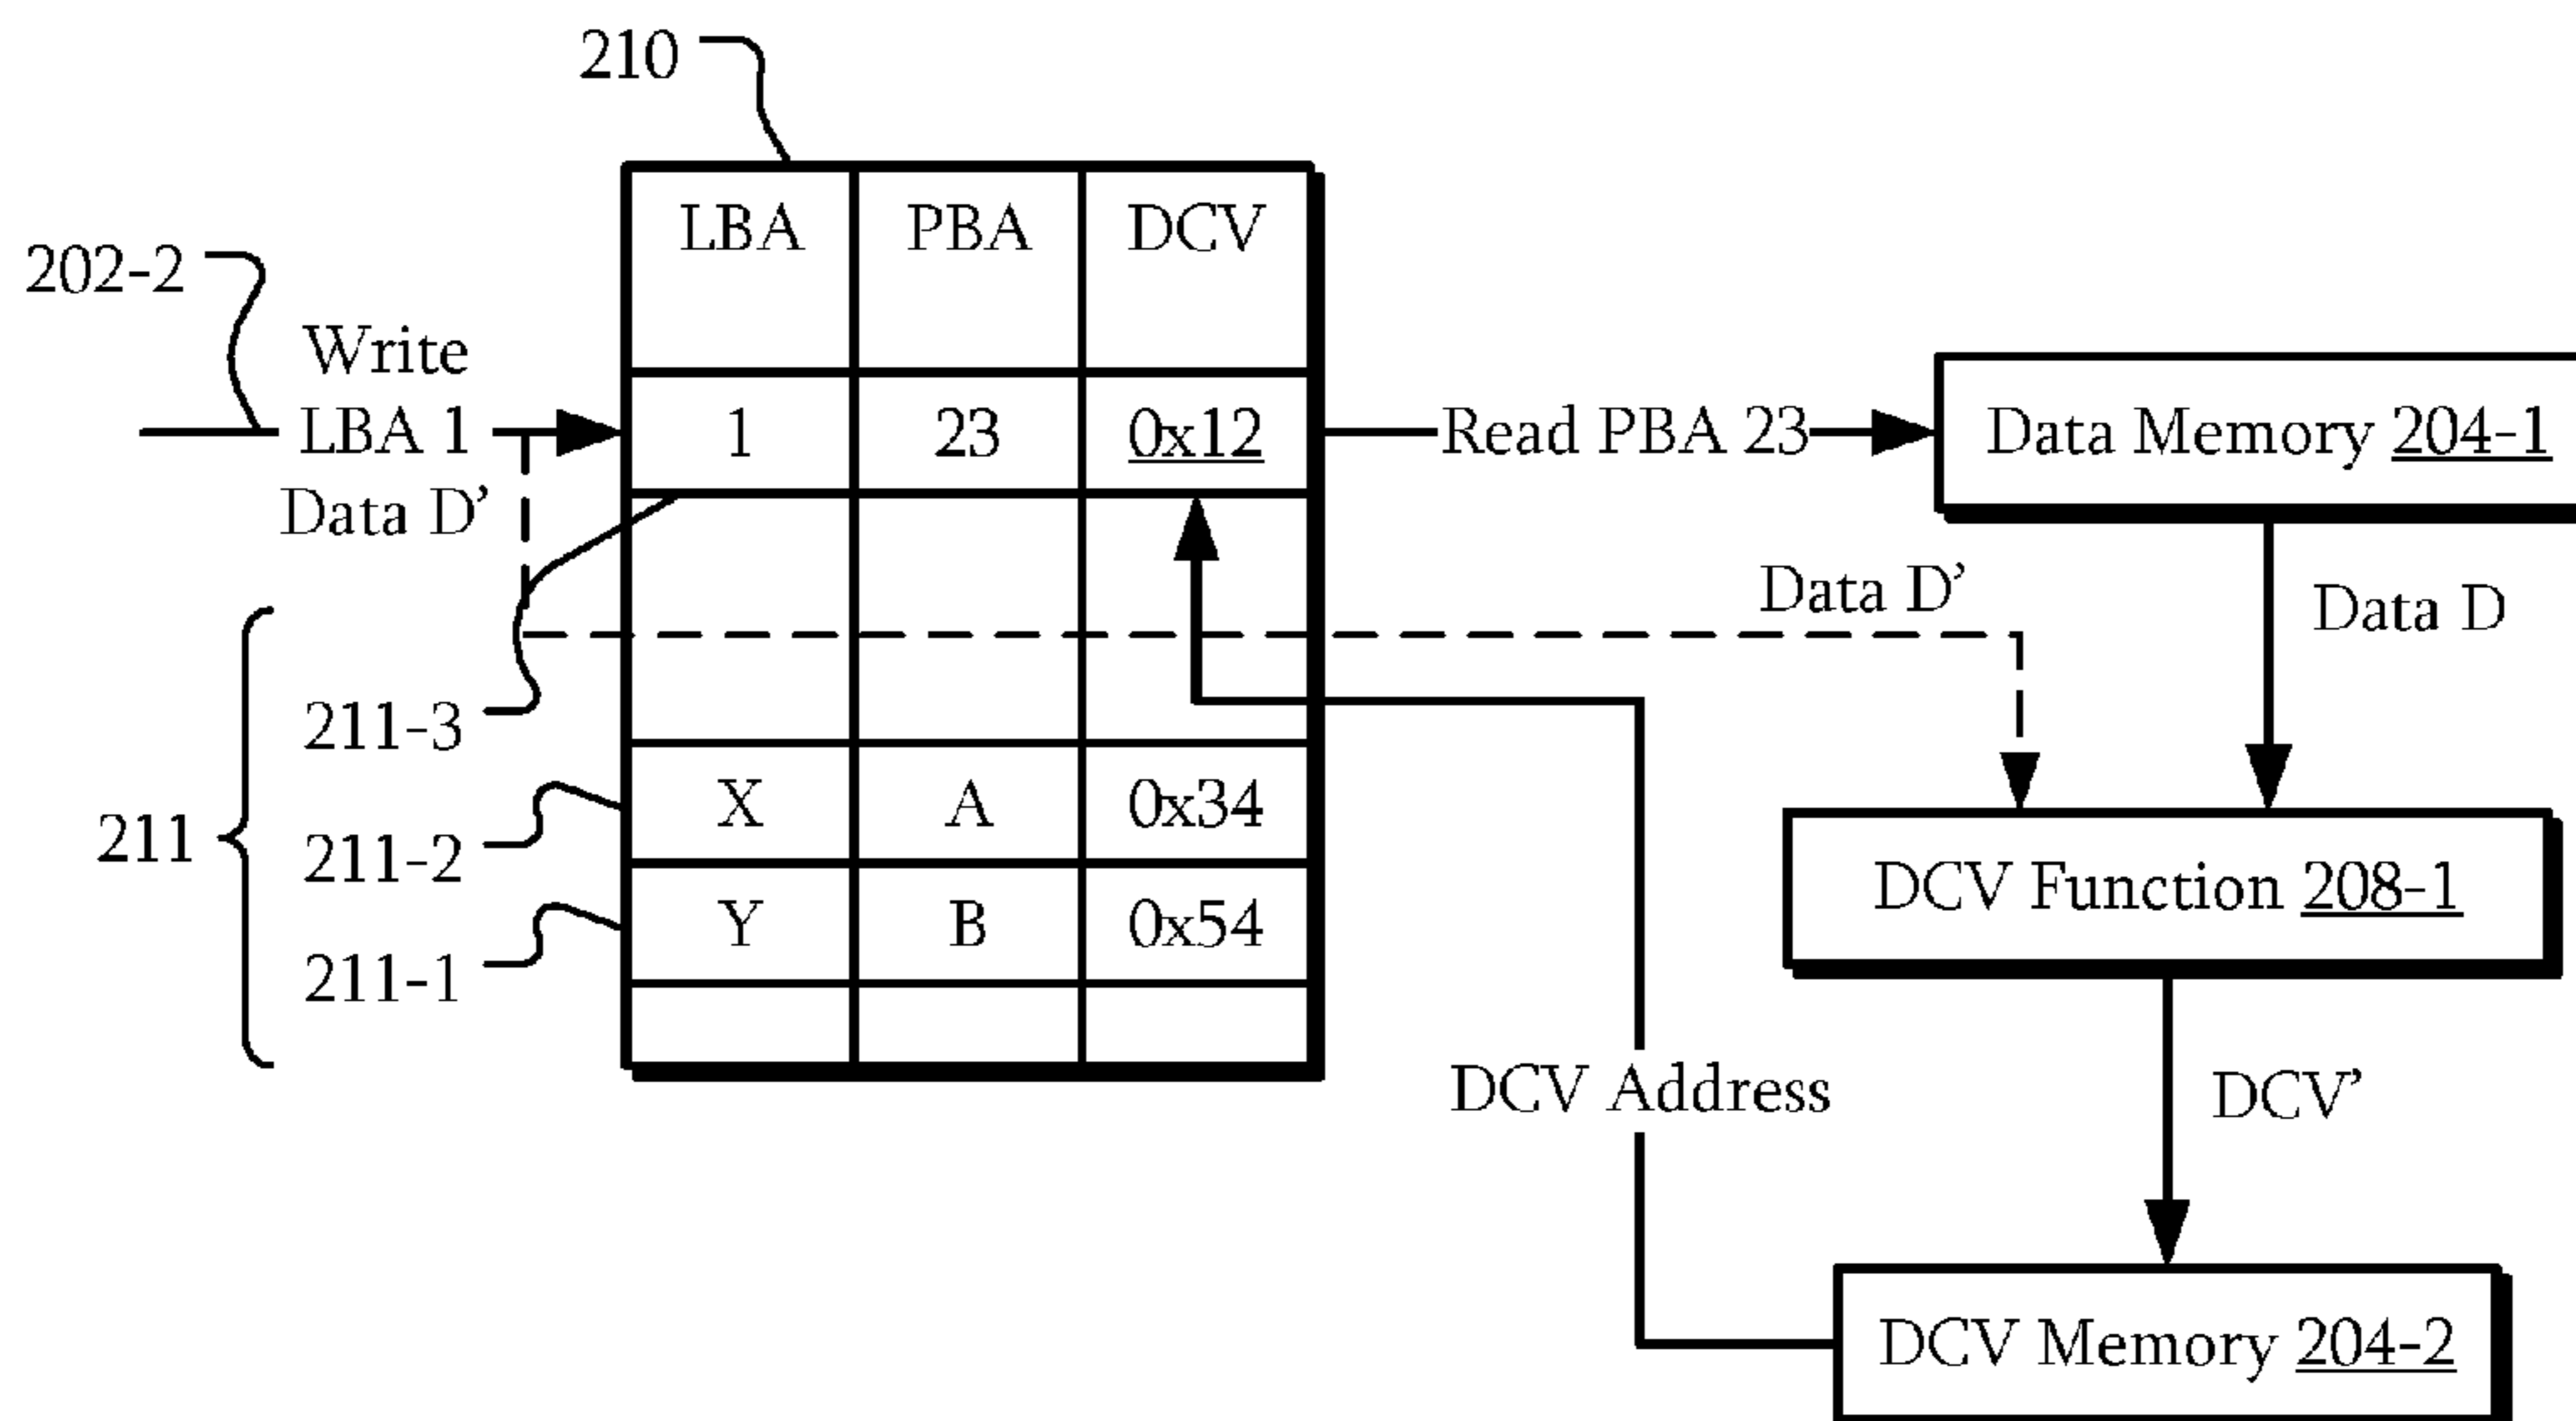 210
LBA PBA DCV
202-2
Write
LBA 1
Data D’
1 23 0x12
Read PBA 23
Data Memory 204-1
Data D’
Data D
211
211-3
211-2
X A 0x34
211-1
Y B 0x54
DCV Function 208-1
DCV Address
DCV’
DCV Memory 204-2